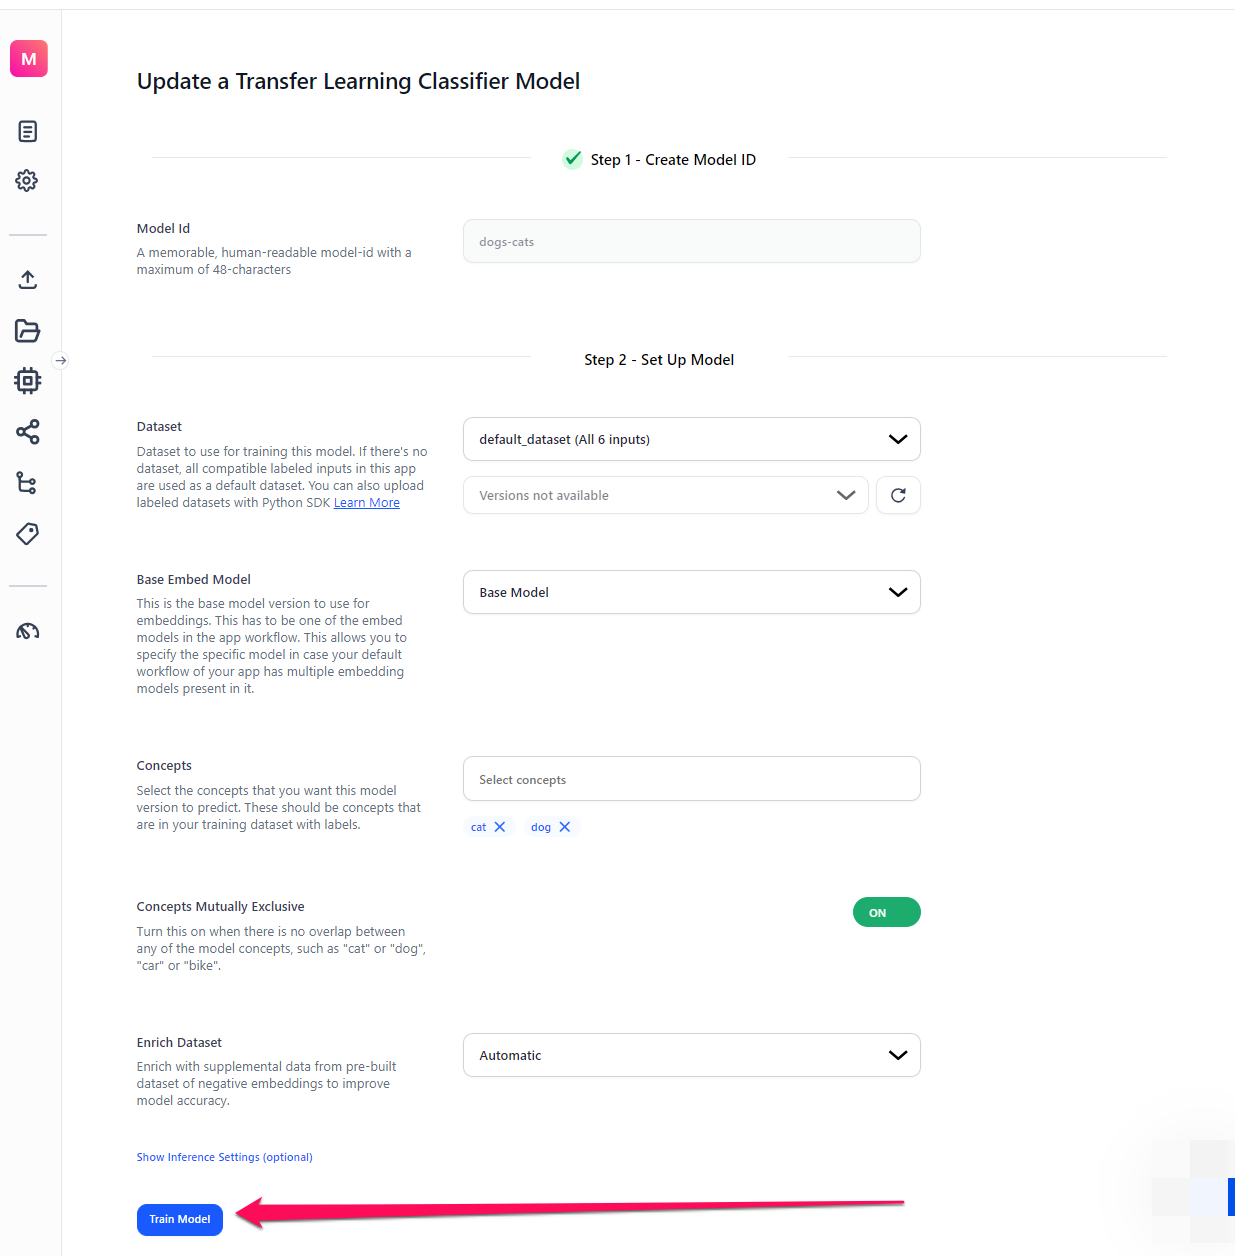 M
Update a Transfer Learning Classifier Model
Step 1 - Create Model ID
Model Id
A memorable, human-readable model-id with a
maximum of 48-characters
dogs-cats
Step 2 - Set Up Model
Dataset
Dataset to use for training this model. If there's no
dataset, all compatible labeled inputs in this app
are used as a default dataset. You can also upload
labeled datasets with Python SDK Learn More
default_dataset (All 6 inputs)
Versions not available
Base Embed Model
This is the base model version to use for
embeddings. This has to be one of the embed
models in the app workflow. This allows you to
specify the specific model in case your default
workflow of your app has multiple embedding
models present in it.
Base Model
Concepts
Select the concepts that you want this model
version to predict. These should be concepts that
are in your training dataset with labels.
Select concepts
cat dog
Concepts Mutually Exclusive
Turn this on when there is no overlap between
any of the model concepts, such as "cat" or "dog",
"car" or "bike".
ON
Enrich Dataset
Enrich with supplemental data from pre-built
dataset of negative embeddings to improve
model accuracy.
Automatic
Show Inference Settings (optional)
Train Model